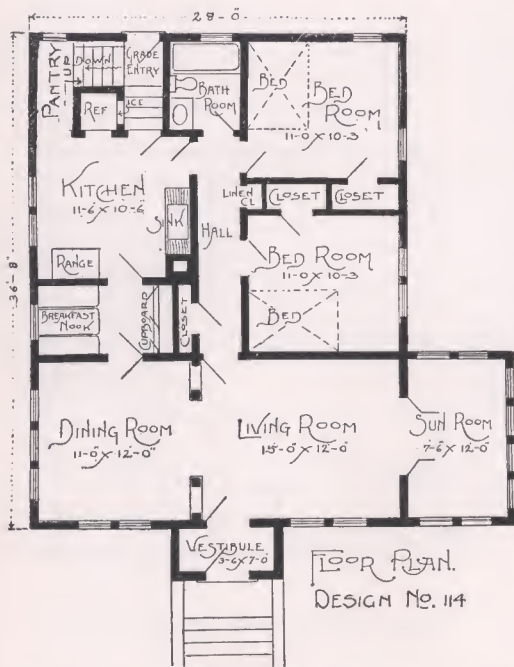 28'-0"
PANTRY
UP
DOWN
GRADE
ENTRY
BATH
ROOM
BED
BED
ROOM
11-0 X 10-3
REF
ICE
KITCHEN
11-6 X 10-6
SINK
HALL
LINEN
CL
CLOSET
CLOSET
36'-8"
RANGE
BED ROOM
11-0 X 10-3
BED
BREAKFAST
NOOK
CUPBOARD
CLOSET
DINING ROOM
11-0" X 12-0"
LIVING ROOM
15-0" X 12-0"
SUN ROOM
7-6" X 12-0"
VESTIBULE
3-6 X 7-0
FLOOR PLAN.
DESIGN No. 114